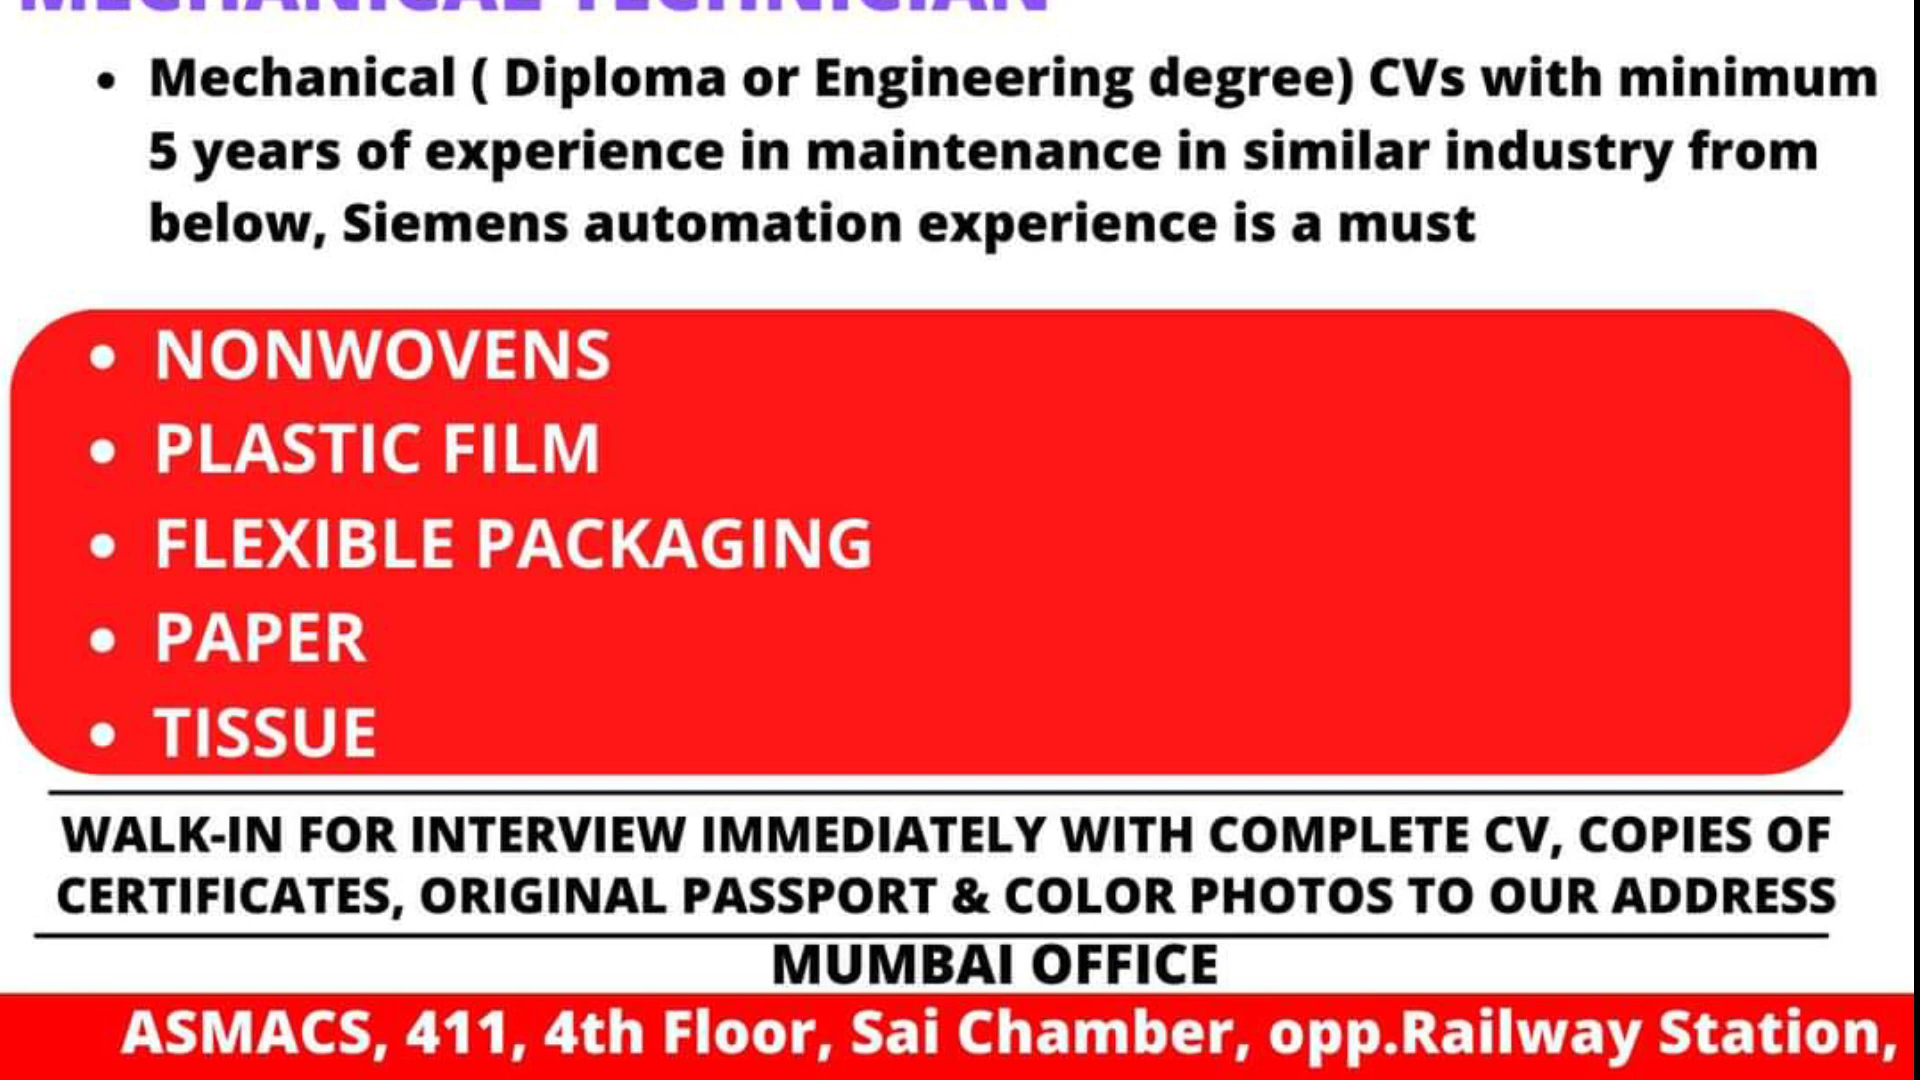 MECHANICAL TECHNICIAN
• Mechanical ( Diploma or Engineering degree) CVs with minimum
5 years of experience in maintenance in similar industry from
below, Siemens automation experience is a must
• NONWOVENS
• PLASTIC FILM
• FLEXIBLE PACKAGING
• PAPER
• TISSUE
WALK-IN FOR INTERVIEW IMMEDIATELY WITH COMPLETE CV, COPIES OF
CERTIFICATES, ORIGINAL PASSPORT & COLOR PHOTOS TO OUR ADDRESS
MUMBAI OFFICE
ASMACS, 411, 4th Floor, Sai Chamber, opp.Railway Station,